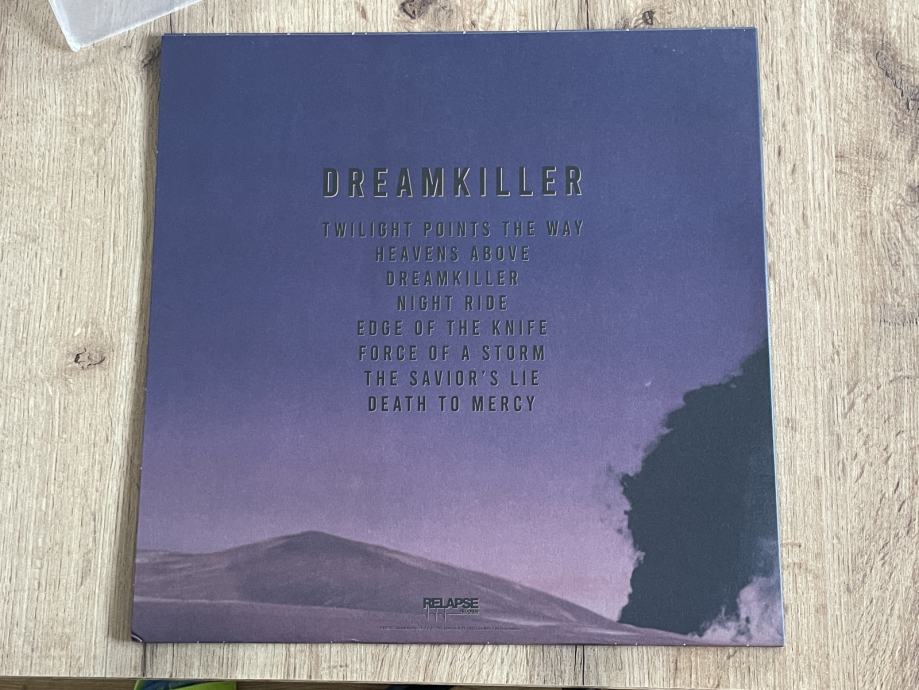 DREAMKILLER
TWILIGHT POINTS THE WAY
HEAVENS ABOVE
DREAMKILLER
NIGHT RIDE
EDGE OF THE KNIFE
FORCE OF A STORM
THE SAVIOR'S LIE
DEATH TO MERCY
RELAPSE